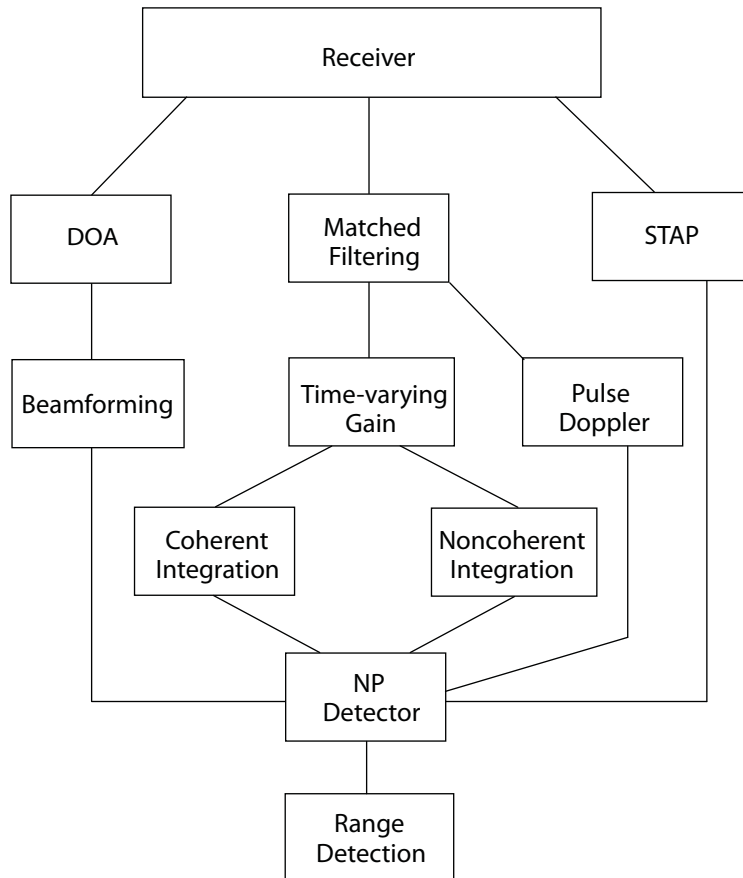 Receiver
DOA
Matched
Filtering
STAP
Beamforming
Time-varying
Gain
Pulse
Doppler
Coherent
Integration
Noncoherent
Integration
NP
Detector
Range
Detection